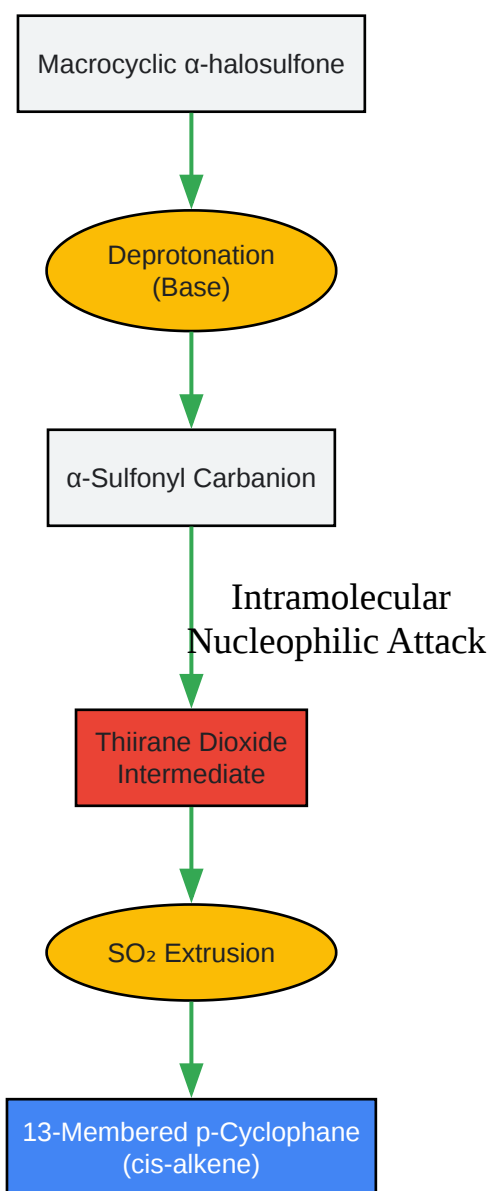 Macrocyclic α-halosulfone
Deprotonation
(Base)
α-Sulfonyl Carbanion
Intramolecular
Nucleophilic Attack
Thiirane Dioxide
Intermediate
SO₂ Extrusion
13-Membered p-Cyclophane
(cis-alkene)